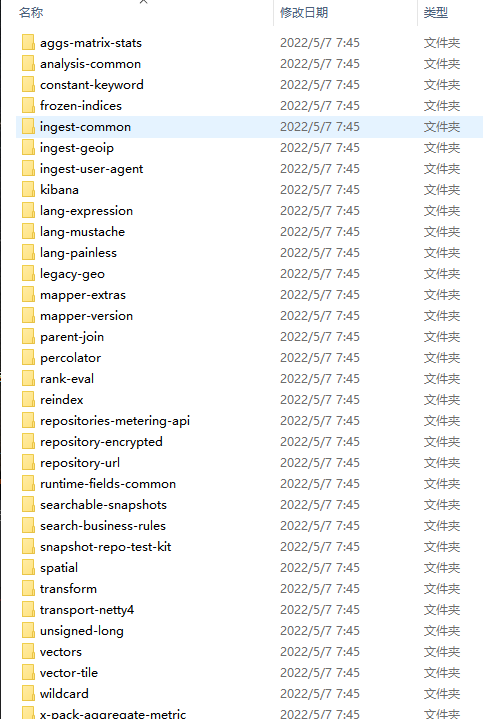 名称 修改日期 类型
aggs-matrix-stats 2022/5/7 7:45 文件夹
analysis-common 2022/5/7 7:45 文件夹
constant-keyword 2022/5/7 7:45 文件夹
frozen-indices 2022/5/7 7:45 文件夹
ingest-common 2022/5/7 7:45 文件夹
ingest-geoip 2022/5/7 7:45 文件夹
ingest-user-agent 2022/5/7 7:45 文件夹
kibana 2022/5/7 7:45 文件夹
lang-expression 2022/5/7 7:45 文件夹
lang-mustache 2022/5/7 7:45 文件夹
lang-painless 2022/5/7 7:45 文件夹
legacy-geo 2022/5/7 7:45 文件夹
mapper-extras 2022/5/7 7:45 文件夹
mapper-version 2022/5/7 7:45 文件夹
parent-join 2022/5/7 7:45 文件夹
percolator 2022/5/7 7:45 文件夹
rank-eval 2022/5/7 7:45 文件夹
reindex 2022/5/7 7:45 文件夹
repositories-metering-api 2022/5/7 7:45 文件夹
repository-encrypted 2022/5/7 7:45 文件夹
repository-url 2022/5/7 7:45 文件夹
runtime-fields-common 2022/5/7 7:45 文件夹
searchable-snapshots 2022/5/7 7:45 文件夹
search-business-rules 2022/5/7 7:45 文件夹
snapshot-repo-test-kit 2022/5/7 7:45 文件夹
spatial 2022/5/7 7:45 文件夹
transform 2022/5/7 7:45 文件夹
transport-netty4 2022/5/7 7:45 文件夹
unsigned-long 2022/5/7 7:45 文件夹
vectors 2022/5/7 7:45 文件夹
vector-tile 2022/5/7 7:45 文件夹
wildcard 2022/5/7 7:45 文件夹
x-pack-aggregate-metric 2022/5/7 7:45 文件夹